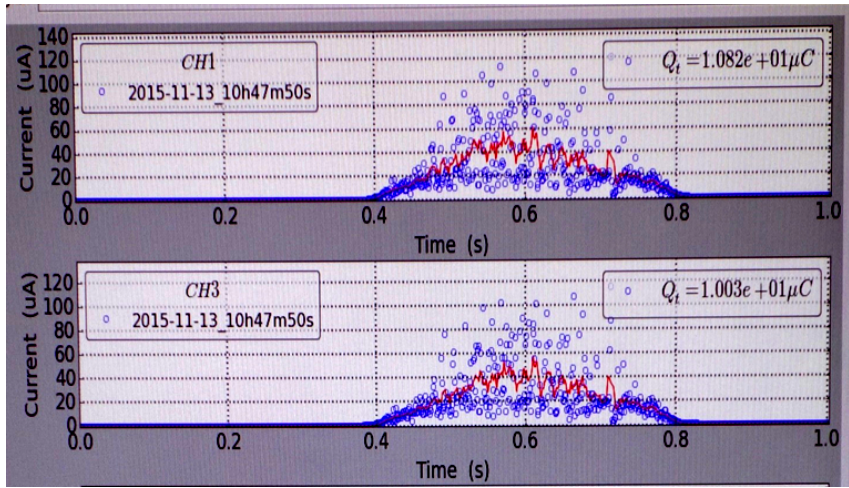 CH1
2015-11-13_10h47m50s
Q_t = 1.082e + 01μC
Current (uA)
140
120
100
80
60
40
20
0
0.0 0.2 0.4 0.6 0.8 1.0
Time (s)
CH3
2015-11-13_10h47m50s
Q_t = 1.003e + 01μC
Current (uA)
120
100
80
60
40
20
0
0.0 0.2 0.4 0.6 0.8 1.0
Time (s)